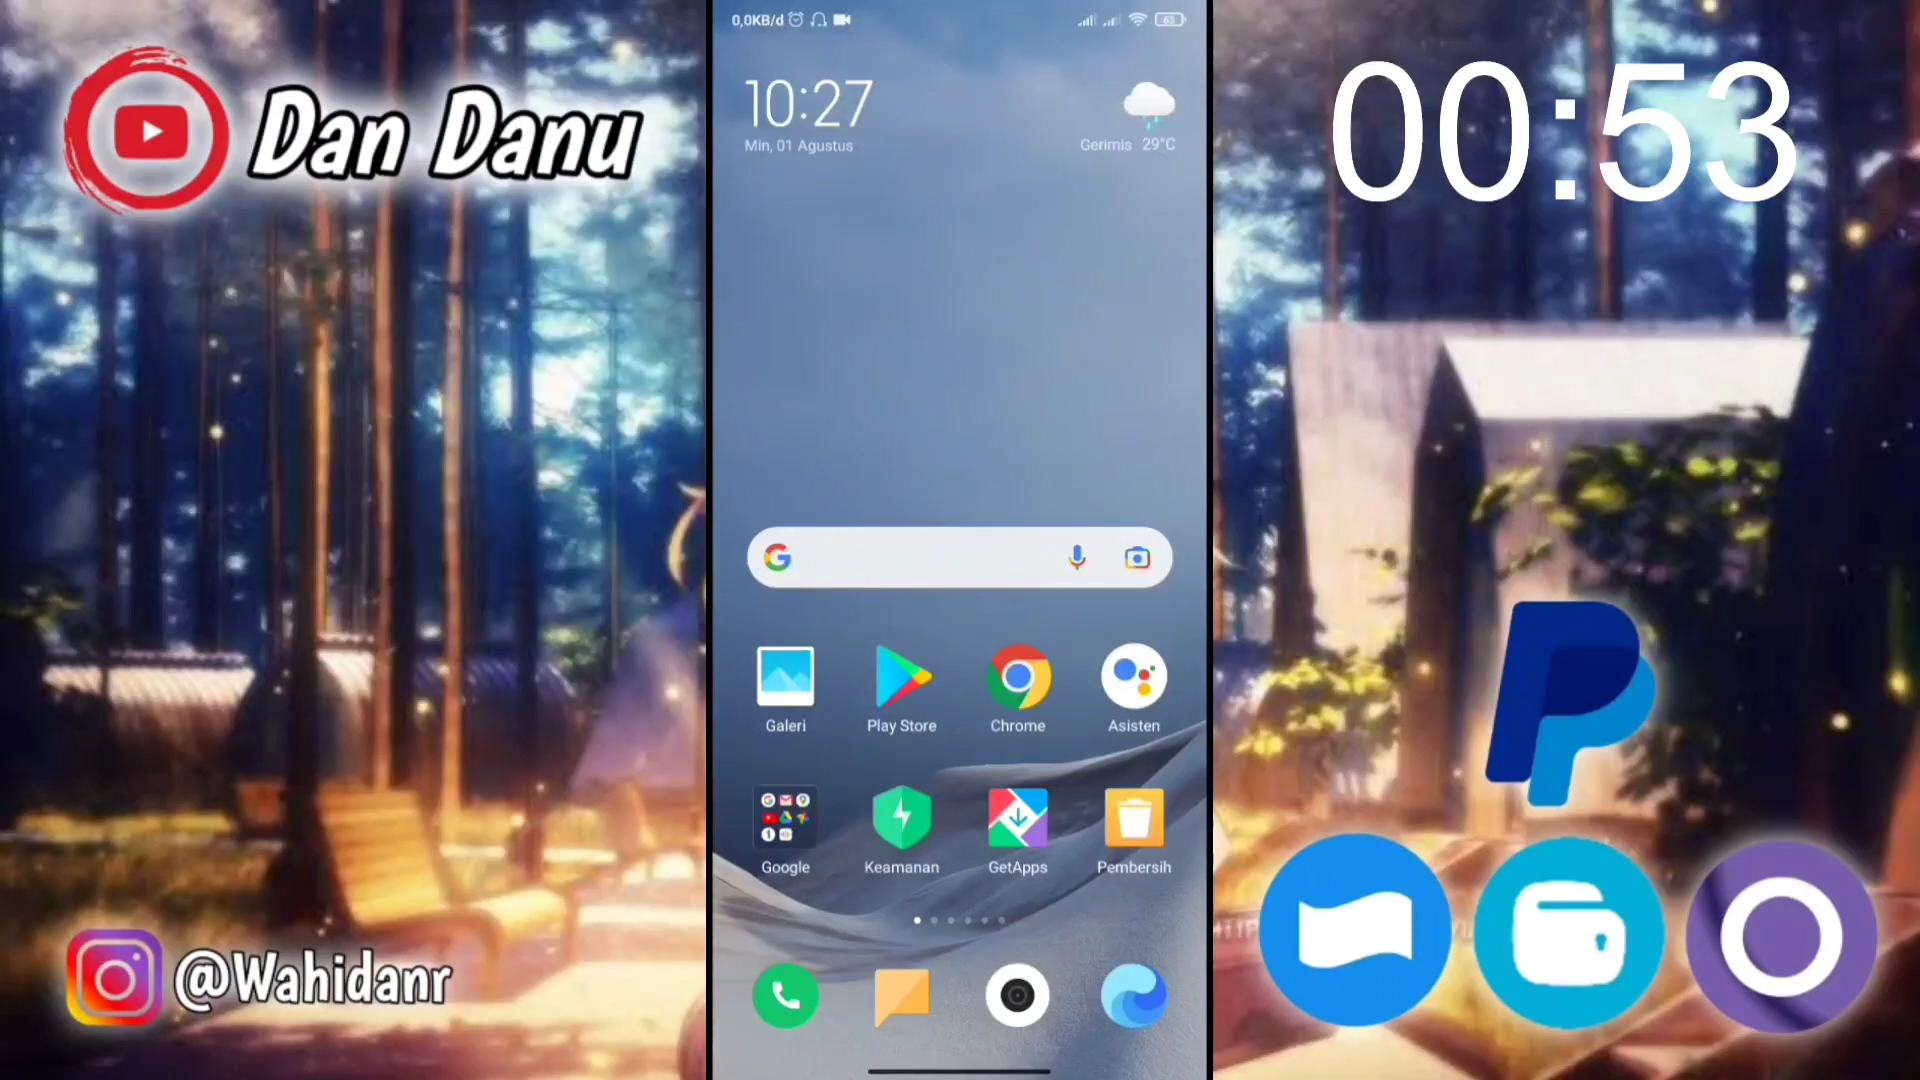 Dan Danu
0,0KB/d
63
10:27
Min, 01 Agustus
Gerimis 29°C
00:53
Galeri
Play Store
Chrome
Asisten
Google
Keamanan
GetApps
Pembersih
@Wahidanr